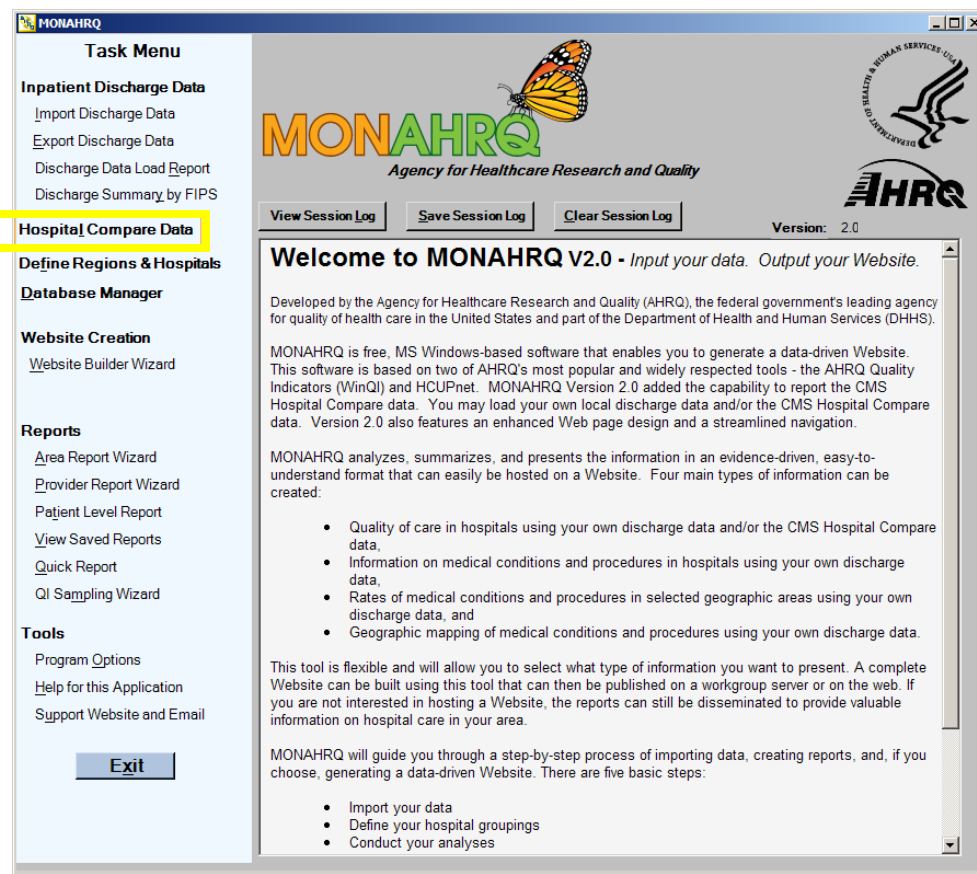 MONAHRQ
Task Menu
Inpatient Discharge Data
Import Discharge Data
Export Discharge Data
Discharge Data Load Report
Discharge Summary by FIPS
Hospital Compare Data
Define Regions & Hospitals
Database Manager
Website Creation
Website Builder Wizard
Reports
Area Report Wizard
Provider Report Wizard
Patient Level Report
View Saved Reports
Quick Report
QI Sampling Wizard
Tools
Program Options
Help for this Application
Support Website and Email
Exit
MONAHRQ
Agency for Healthcare Research and Quality
DEPARTMENT OF HEALTH & HUMAN SERVICES · USA
AHRQ
View Session Log
Save Session Log
Clear Session Log
Version: 2.0
Welcome to MONAHRQ V2.0 - Input your data. Output your Website.
Developed by the Agency for Healthcare Research and Quality (AHRQ), the federal government's leading agency
for quality of health care in the United States and part of the Department of Health and Human Services (DHHS).
MONAHRQ is free, MS Windows-based software that enables you to generate a data-driven Website.
This software is based on two of AHRQ's most popular and widely respected tools - the AHRQ Quality
Indicators (WinQI) and HCUPnet. MONAHRQ Version 2.0 added the capability to report the CMS
Hospital Compare data. You may load your own local discharge data and/or the CMS Hospital Compare
data. Version 2.0 also features an enhanced Web page design and a streamlined navigation.
MONAHRQ analyzes, summarizes, and presents the information in an evidence-driven, easy-to-
understand format that can easily be hosted on a Website. Four main types of information can be
created:
• Quality of care in hospitals using your own discharge data and/or the CMS Hospital Compare
data,
• Information on medical conditions and procedures in hospitals using your own discharge
data,
• Rates of medical conditions and procedures in selected geographic areas using your own
discharge data, and
• Geographic mapping of medical conditions and procedures using your own discharge data.
This tool is flexible and will allow you to select what type of information you want to present. A complete
Website can be built using this tool that can then be published on a workgroup server or on the web. If
you are not interested in hosting a Website, the reports can still be disseminated to provide valuable
information on hospital care in your area.
MONAHRQ will guide you through a step-by-step process of importing data, creating reports, and, if you
choose, generating a data-driven Website. There are five basic steps:
• Import your data
• Define your hospital groupings
• Conduct your analyses